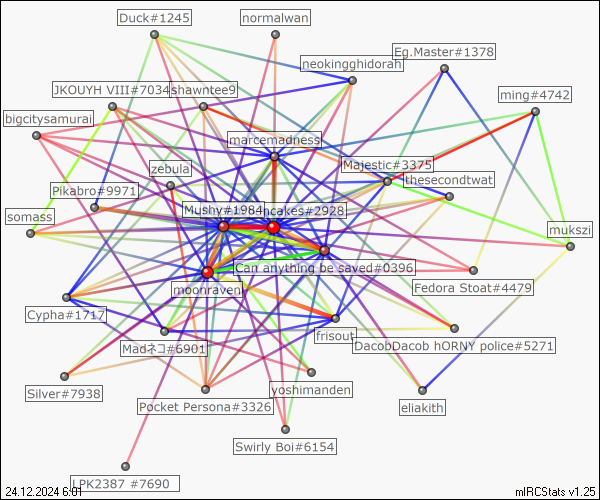 Duck#1245
normalwan
neokingghidorah
Eg.Master#1378
JKOUYH VIII#7034
shawntee9
ming#4742
bigcitysamurai
marcemadness
Majestic#3375
zebula
thesecondtwat
Pikabro#9971
Mushy#1984
ncakes#2928
somass
mukszi
Can anything be saved#0396
moonraven
Fedora Stoat#4479
Cypha#1717
frisout
DacobDacob hORNY police#5271
Madネコ#6901
Silver#7938
yoshimanden
Pocket Persona#3326
eliakith
Swirly Boi#6154
LPK2387 #7690
24.12.2024 6:01
mIRCStats v1.25